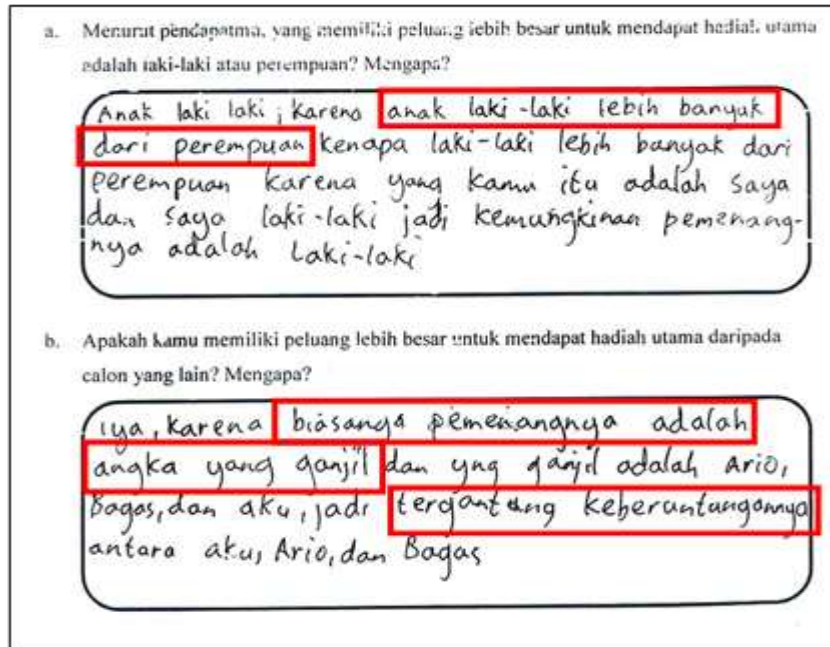 a. Menurut pendapatmu, yang memiliki peluang lebih besar untuk mendapat hadiah utama
adalah laki-laki atau perempuan? Mengapa?
Anak laki laki, karena anak laki-laki lebih banyak
dari perempuan kenapa laki-laki lebih banyak dari
perempuan karena yang kamu itu adalah saya
dan saya laki-laki jadi kemungkinan pemenang-
nya adalah laki-laki
b. Apakah kamu memiliki peluang lebih besar untuk mendapat hadiah utama daripada
calon yang lain? Mengapa?
iya, karena biasanya pemenangnya adalah
angka yang ganjil dan yng ganjil adalah Ario,
Bagas, dan aku, jadi tergantung keberuntungannya
antara aku, Ario, dan Bagas